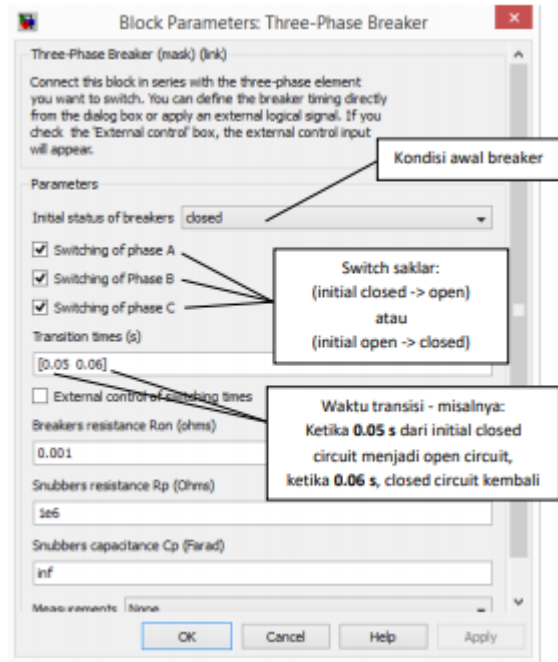 Block Parameters: Three-Phase Breaker
Three-Phase Breaker (mask) (link)
Connect this block in series with the three-phase element
you want to switch. You can define the breaker timing directly
from the dialog box or apply an external logical signal. If you
check the 'External control' box, the external control input
will appear.
Kondisi awal breaker
Parameters
Initial status of breakers closed
Switching of phase A
Switching of Phase B
Switching of phase C
Switch saklar:
(initial closed -> open)
atau
(initial open -> closed)
Transition times (s)
[0.05 0.06]
External control of switching times
Waktu transisi - misalnya:
Ketika 0.05 s dari initial closed
circuit menjadi open circuit,
ketika 0.06 s, closed circuit kembali
Breakers resistance Ron (ohms)
0.001
Snubbers resistance Rp (Ohms)
1e6
Snubbers capacitance Cp (Farad)
inf
Measurements None
OK Cancel Help Apply